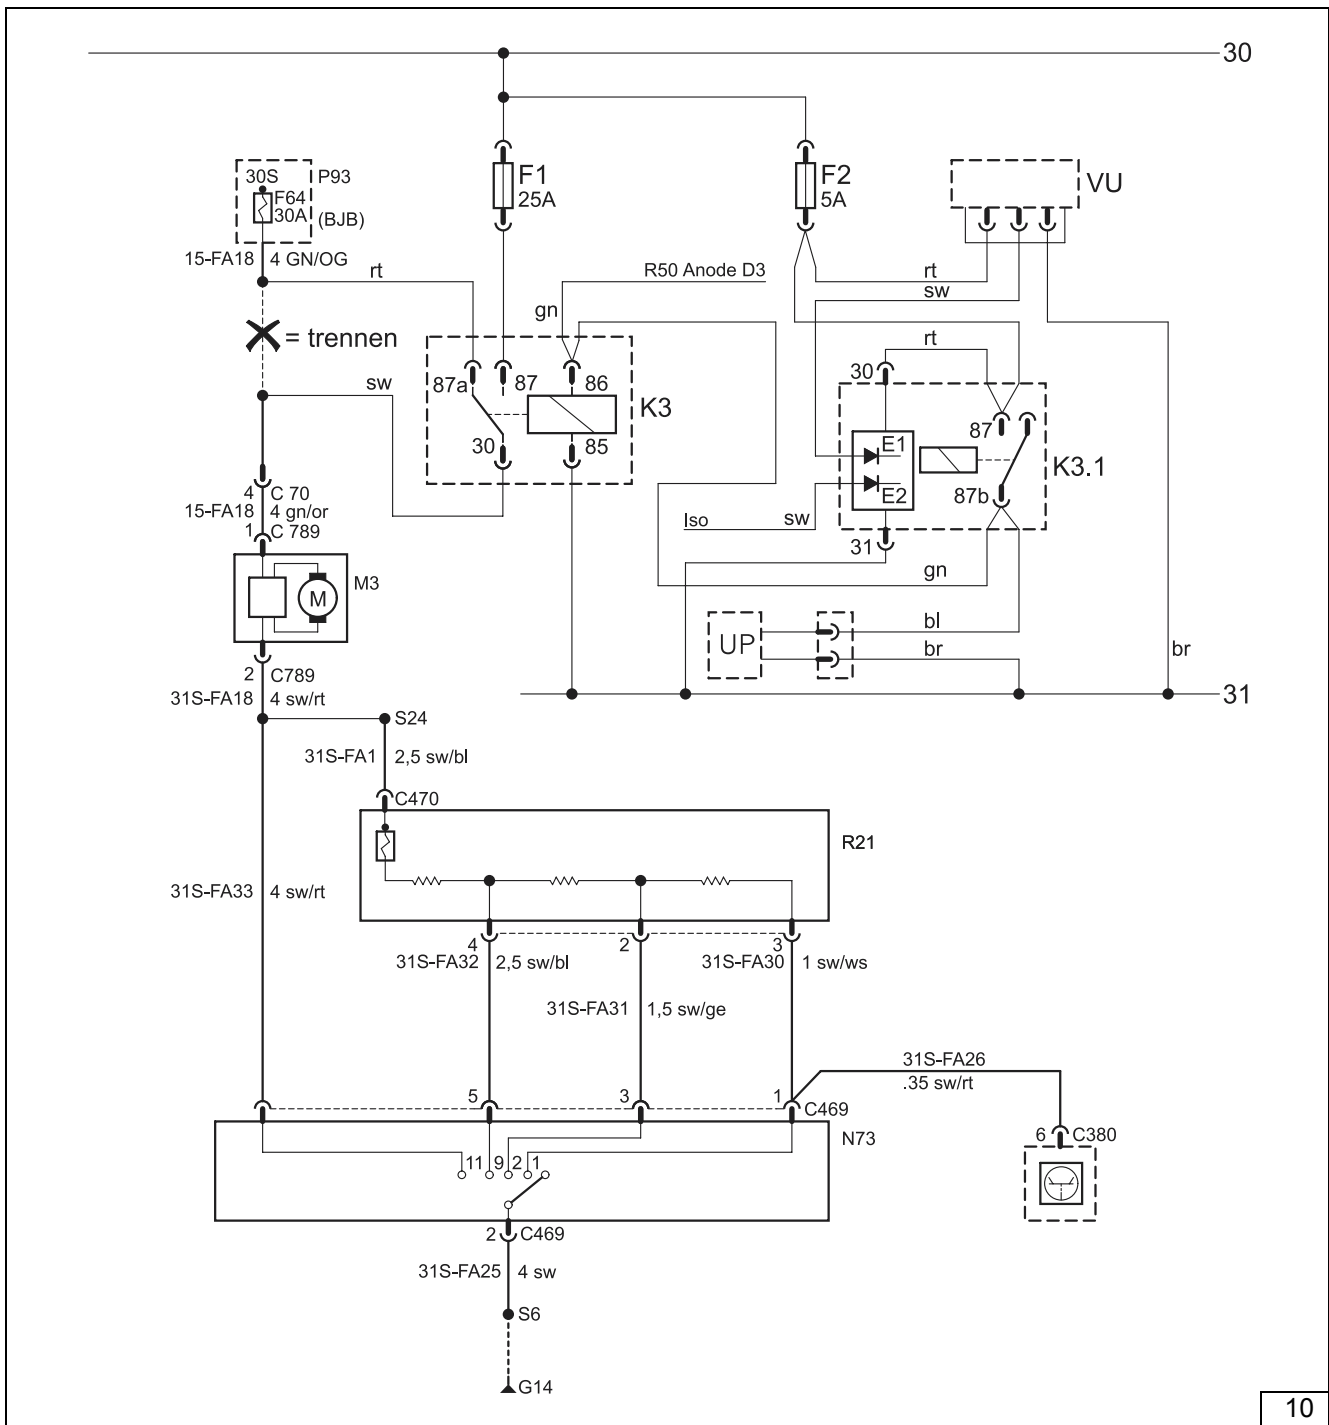 30
30S
P93
F64
30A
(BJB)
F1
25A
F2
5A
VU
15-FA18
4 GN/OG
rt
R50 Anode D3
rt
sw
gn
= trennen
rt
87a
87
86
K3
30
sw
30
85
87
E1
K3.1
E2
87b
4
C 70
15-FA18
4 gn/or
1
C 789
Iso
sw
31
gn
M
M3
UP
bl
br
br
2
C789
31S-FA18
4 sw/rt
31
S24
31S-FA1
2,5 sw/bl
C470
R21
31S-FA33
4 sw/rt
4
2
3
31S-FA32
2,5 sw/bl
31S-FA30
1 sw/ws
31S-FA31
1,5 sw/ge
31S-FA26
.35 sw/rt
5
3
1
C469
N73
6
C380
11
9
2
1
2
C469
31S-FA25
4 sw
S6
G14
10